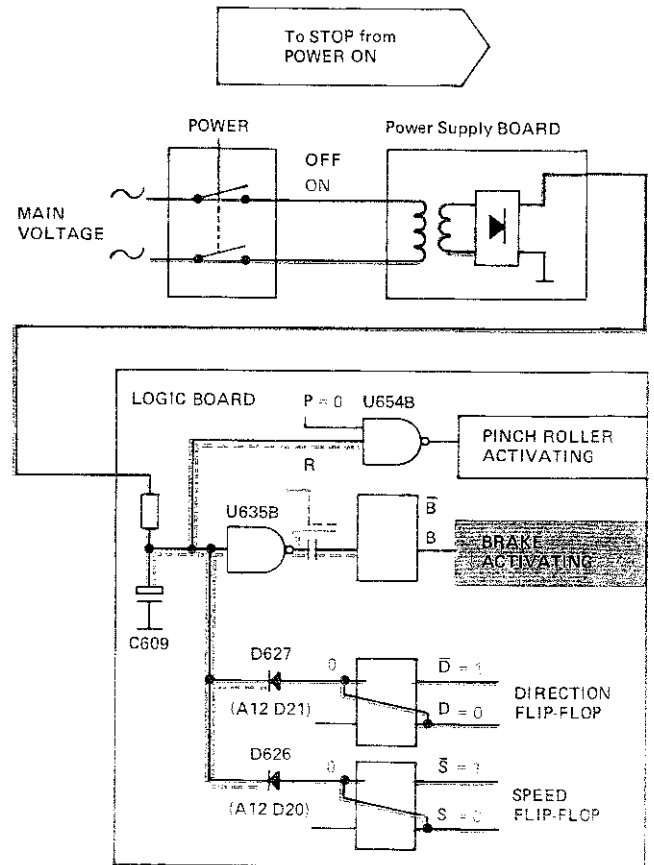 To STOP from
POWER ON
POWER
Power Supply BOARD
OFF
ON
MAIN
VOLTAGE
LOGIC BOARD
P = 0
U654B
PINCH ROLLER
ACTIVATING
R
U635B
B̅
B
BRAKE
ACTIVATING
C609
D627
0
D̅ = 1
(A12 D21)
D = 0
DIRECTION
FLIP-FLOP
D626
0
S̅ = 1
(A12 D20)
S = 0
SPEED
FLIP-FLOP